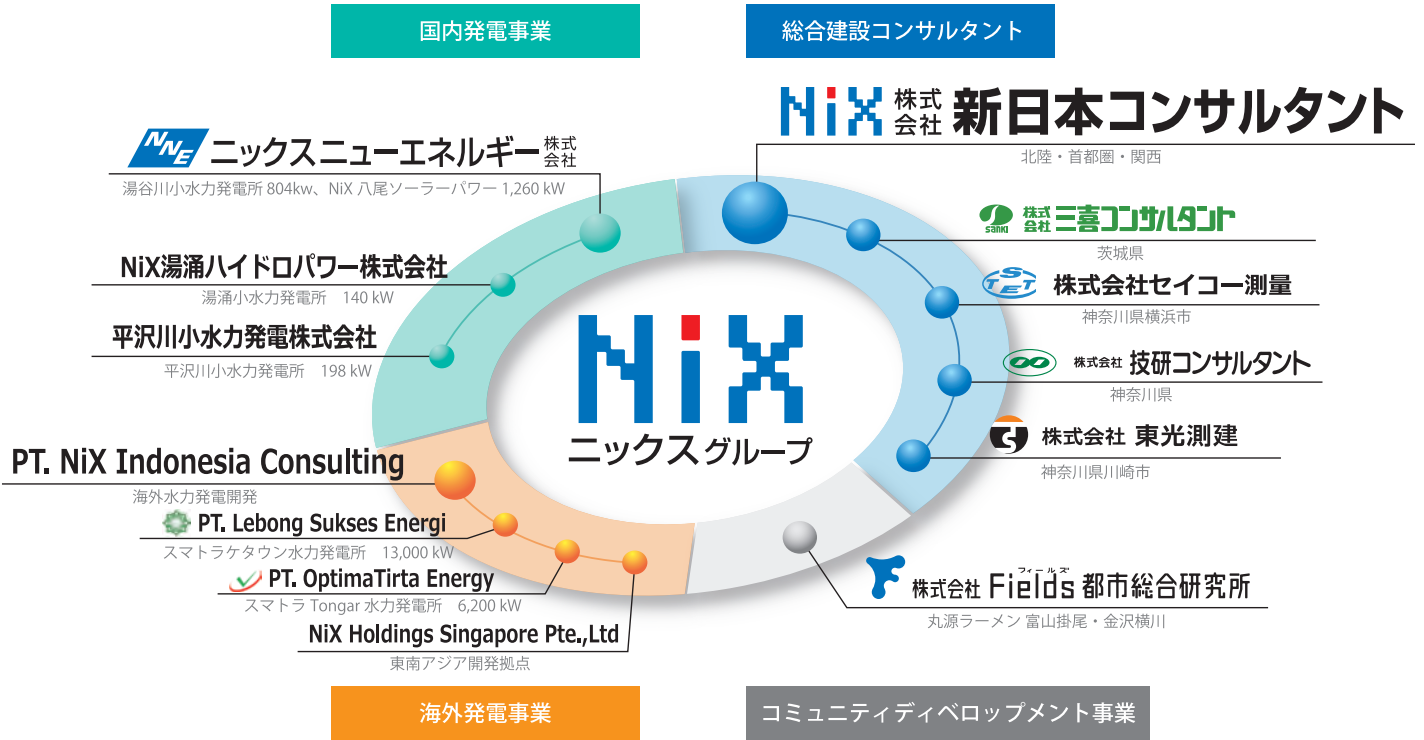 国内発電事業
総合建設コンサルタント
NiX 株式会社 新日本コンサルタント
北陸・首都圏・関西
NNE ニックスニューエネルギー株式会社
湯谷川小水力発電所 804kw、NiX 八尾ソーラーパワー 1,260 kW
NiX湯涌ハイドロパワー株式会社
湯涌小水力発電所 140 kW
平沢川小水力発電株式会社
平沢川小水力発電所 198 kW
sanki 株式会社 三喜コンサルタント
茨城県
STET 株式会社セイコー測量
神奈川県横浜市
株式会社 技研コンサルタント
神奈川県
株式会社 東光測建
神奈川県川崎市
NiX
ニックスグループ
PT. NiX Indonesia Consulting
海外水力発電開発
PT. Lebong Sukses Energi
スマトラケタウン水力発電所 13,000 kW
PT. OptimaTirta Energy
スマトラ Tongar 水力発電所 6,200 kW
NiX Holdings Singapore Pte.,Ltd
東南アジア開発拠点
フィールズ
株式会社 Fields 都市総合研究所
丸源ラーメン 富山掛尾・金沢横川
海外発電事業
コミュニティディベロップメント事業